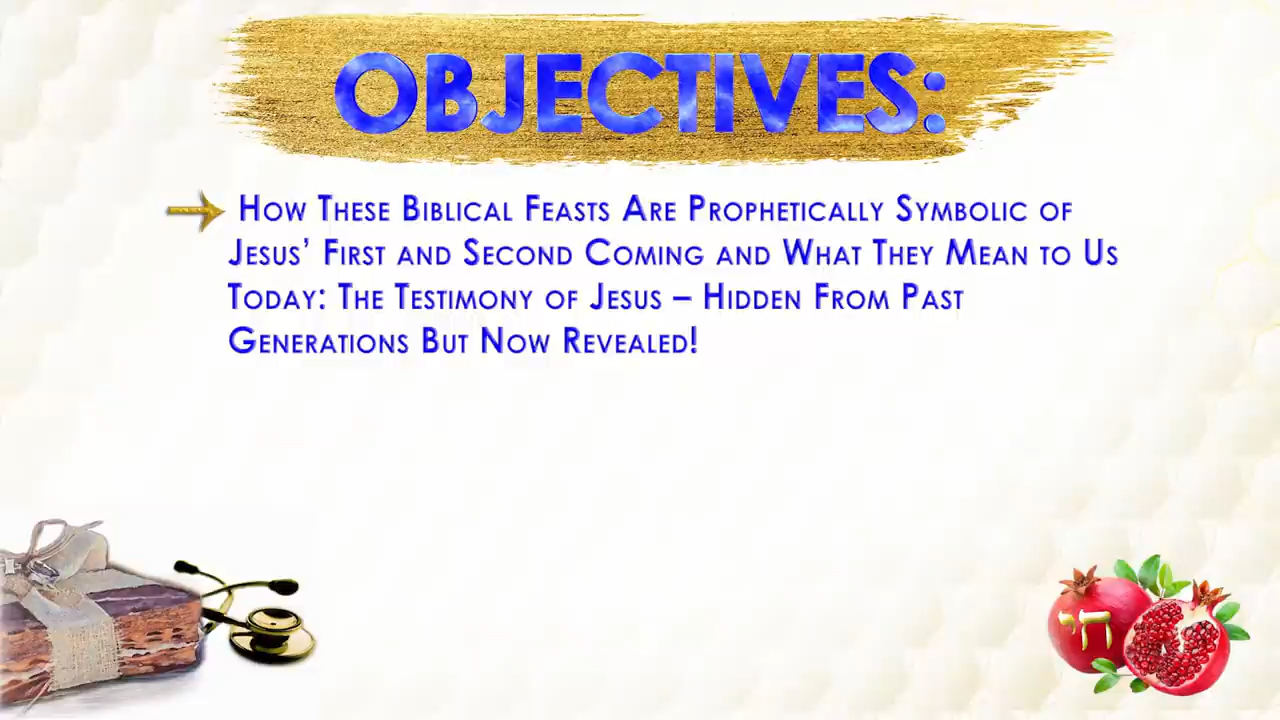 OBJECTIVES:
How These Biblical Feasts Are Prophetically Symbolic of
Jesus’ First and Second Coming and What They Mean to Us
Today: The Testimony of Jesus – Hidden From Past
Generations But Now Revealed!
חי